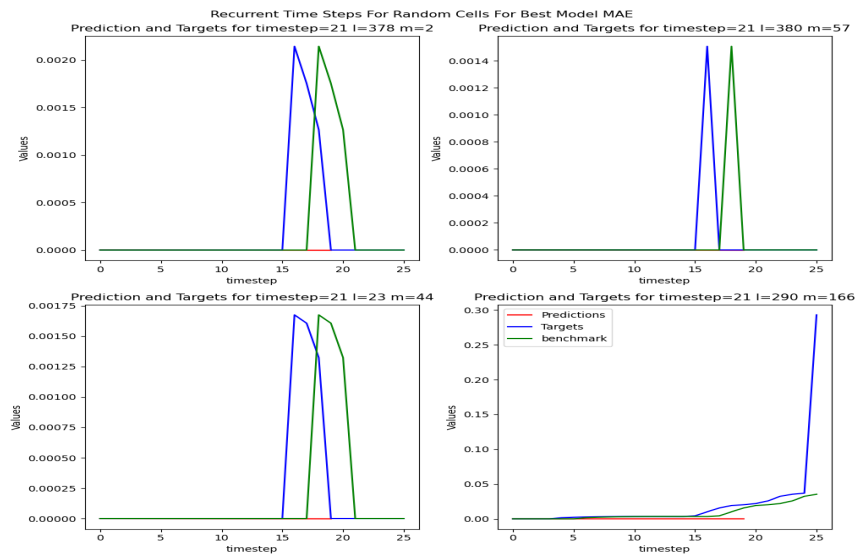 Recurrent Time Steps For Random Cells For Best Model MAE
Prediction and Targets for timestep=21 l=378 m=2
Prediction and Targets for timestep=21 l=380 m=57
0.0020
0.0015
0.0010
0.0005
0.0000
Values
0 5 10 15 20 25
timestep
0.0014
0.0012
0.0010
0.0008
0.0006
0.0004
0.0002
0.0000
Values
0 5 10 15 20 25
timestep
Prediction and Targets for timestep=21 l=23 m=44
Prediction and Targets for timestep=21 l=290 m=166
0.00175
0.00150
0.00125
0.00100
0.00075
0.00050
0.00025
0.00000
Values
0 5 10 15 20 25
timestep
0.30
0.25
0.20
0.15
0.10
0.05
0.00
Values
Predictions
Targets
benchmark
0 5 10 15 20 25
timestep